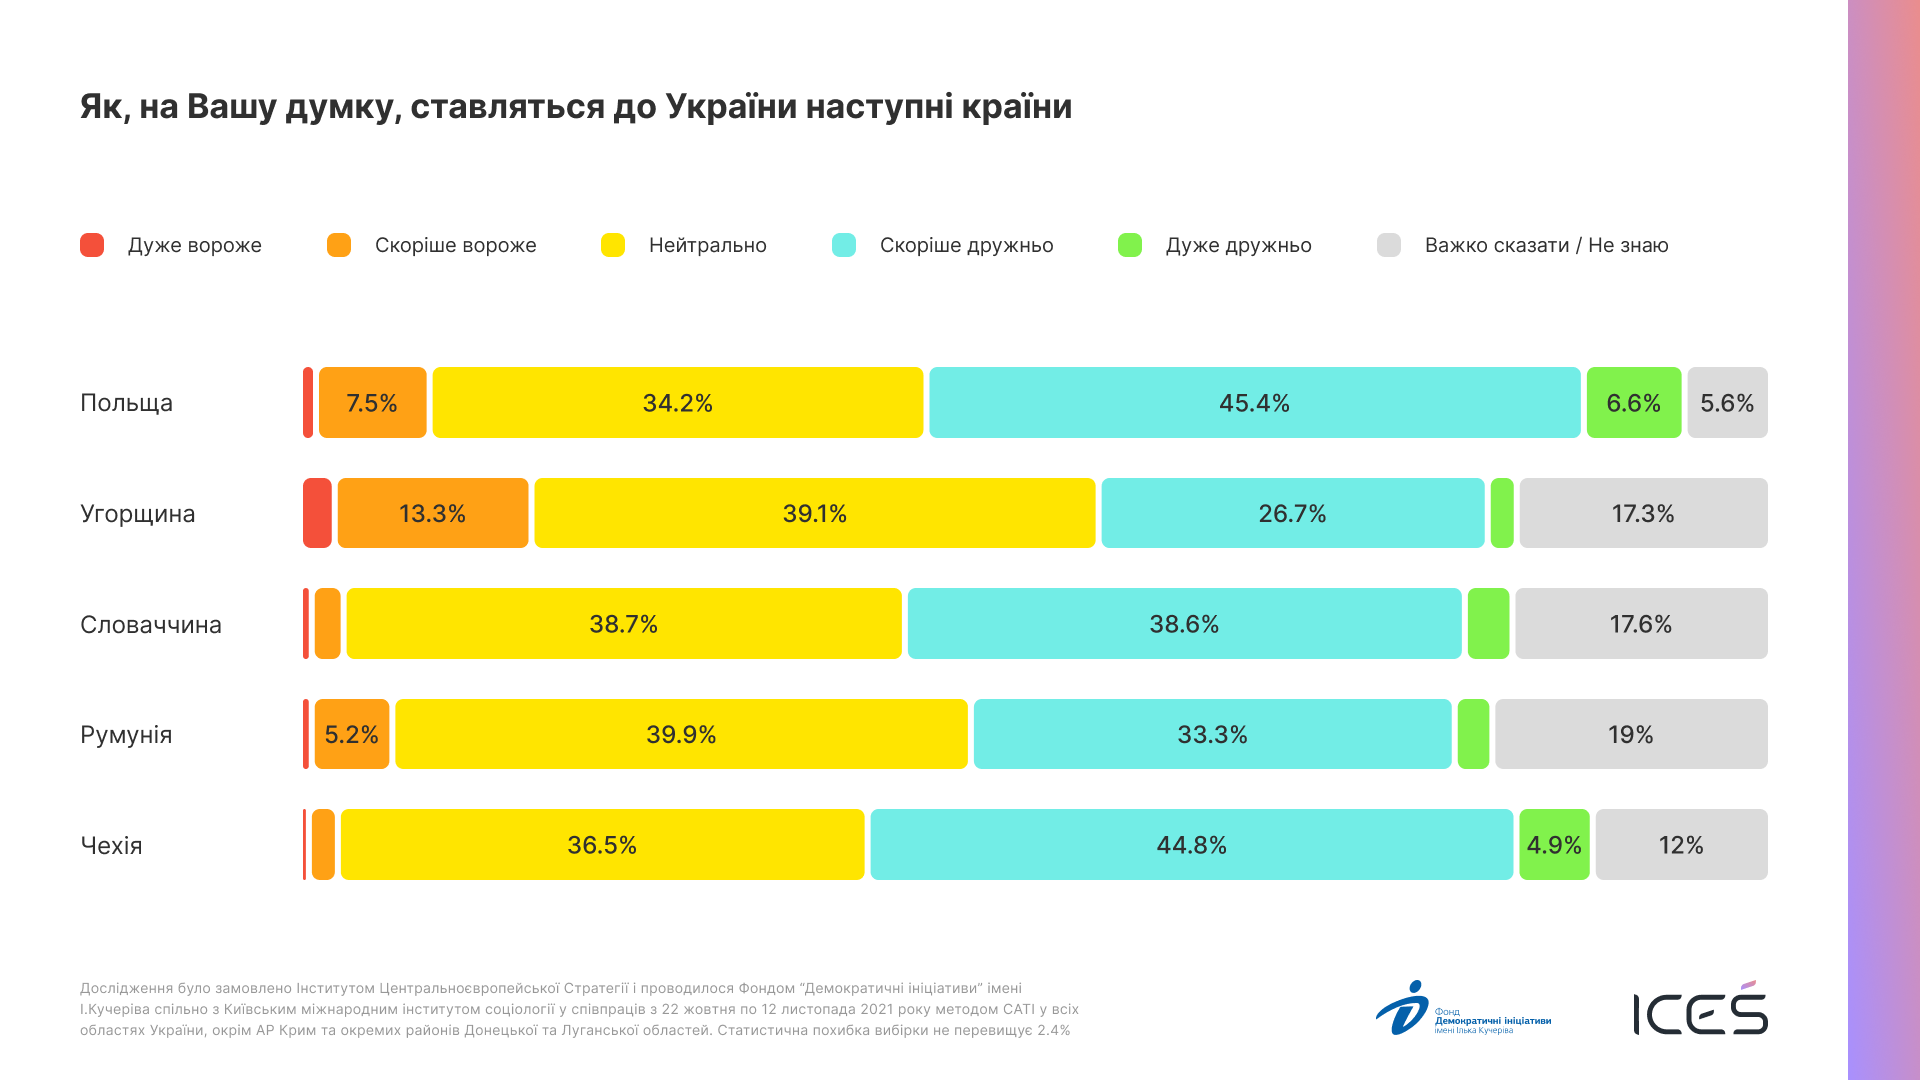 Як, на Вашу думку, ставляться до України наступні країни
Дуже вороже
Скоріше вороже
Нейтрально
Скоріше дружньо
Дуже дружньо
Важко сказати / Не знаю
Польща
7.5%
34.2%
45.4%
6.6%
5.6%
Угорщина
13.3%
39.1%
26.7%
17.3%
Словаччина
38.7%
38.6%
17.6%
Румунія
5.2%
39.9%
33.3%
19%
Чехія
36.5%
44.8%
4.9%
12%
Дослідження було замовлено Інститутом Центральноєвропейської Стратегії і проводилося Фондом “Демократичні ініціативи” імені
І.Кучеріва спільно з Київським міжнародним інститутом соціології у співпраців з 22 жовтня по 12 листопада 2021 року методом CATI у всіх
областях України, окрім АР Крим та окремих районів Донецької та Луганської областей. Статистична похибка вибірки не перевищує 2.4%
Фонд
Демократичні ініціативи
імені Ілька Кучеріва
ICEŚ